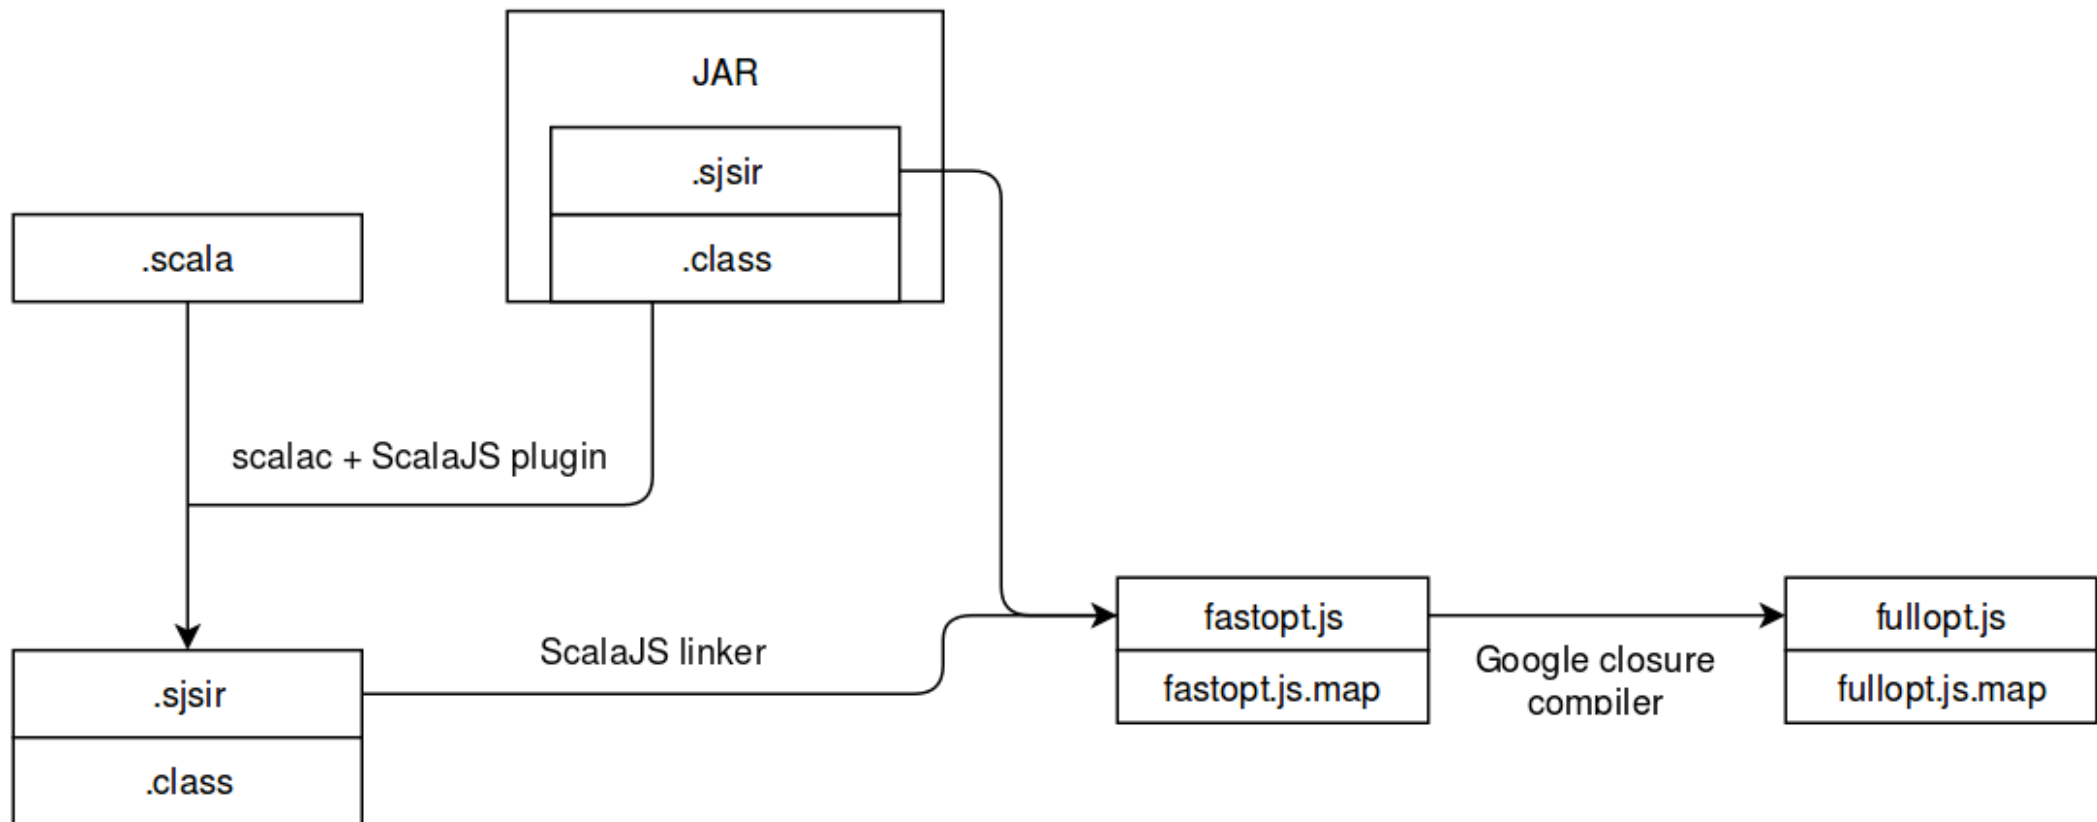 JAR
.sjsir
.class
.scala
scalac + ScalaJS plugin
ScalaJS linker
.sjsir
.class
fastopt.js
fastopt.js.map
Google closure
compiler
fullopt.js
fullopt.js.map